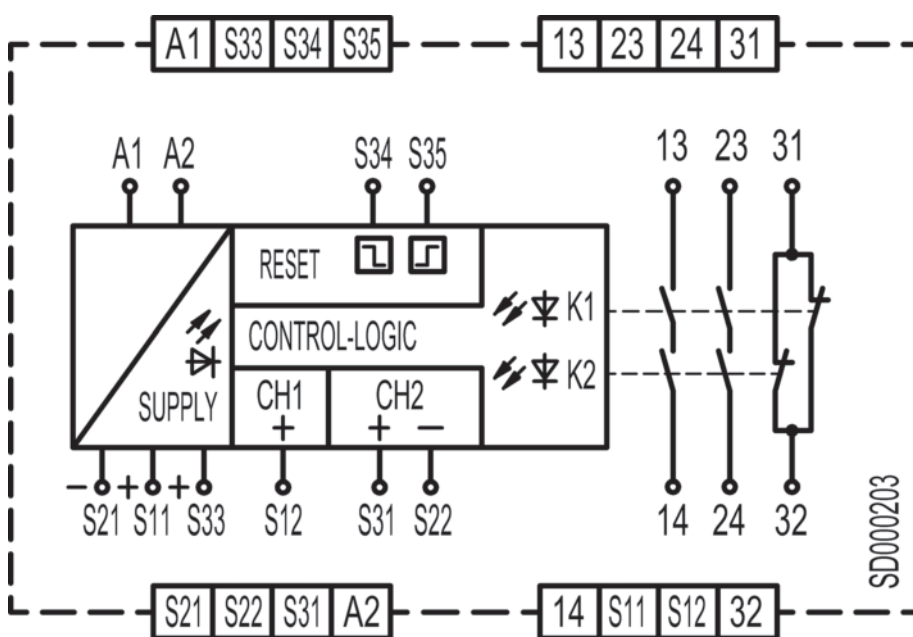 A1 S33 S34 S35 13 23 24 31
A1 A2 S34 S35 13 23 31
RESET
K1
CONTROL-LOGIC
K2
SUPPLY CH1 CH2
+ + −
− + +
S21 S11 S33 S12 S31 S22 14 24 32
SD000203
S21 S22 S31 A2 14 S11 S12 32